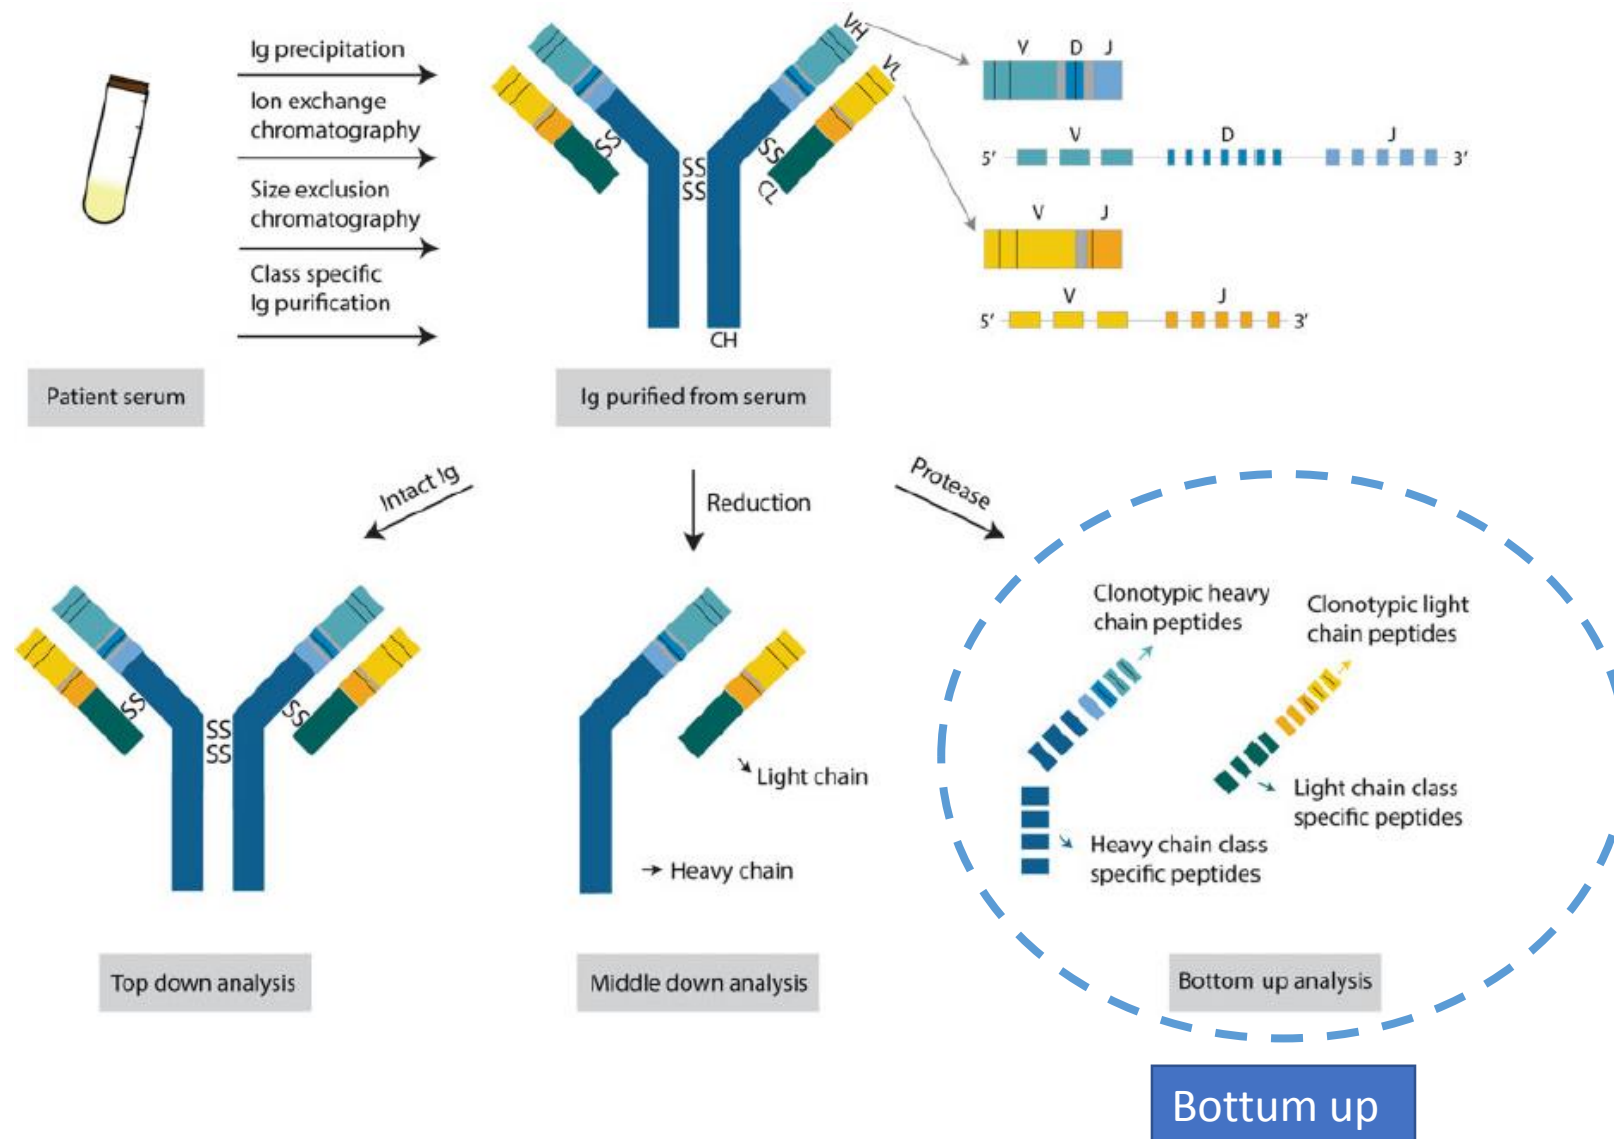 Ig precipitation
Ion exchange
chromatography
Size exclusion
chromatography
Class specific
Ig purification
Patient serum
VH
VL
SS
SS
SS
SS
CL
CH
Ig purified from serum
V D J
V D J
5' 3'
V J
V J
5' 3'
Intact Ig
Reduction
Protease
SS
SS
SS
SS
Top down analysis
Light chain
Heavy chain
Middle down analysis
Clonotypic heavy
chain peptides
Clonotypic light
chain peptides
Light chain class
specific peptides
Heavy chain class
specific peptides
Bottom up analysis
Bottum up